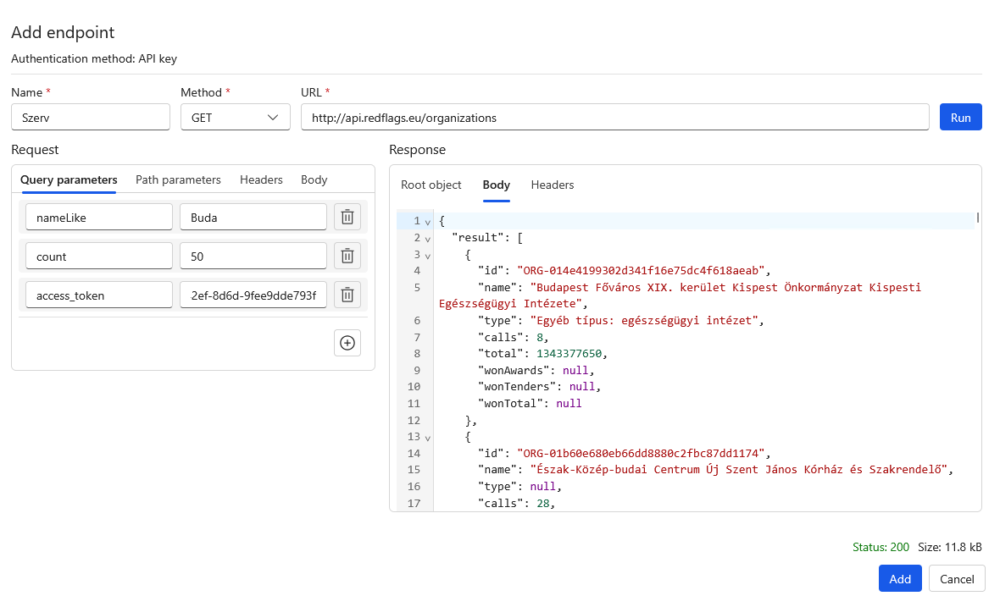 Add endpoint
Authentication method: API key
Name * Method * URL *
Szerv GET http://api.redflags.eu/organizations Run
Request Response
Query parameters Path parameters Headers Body
nameLike Buda
count 50
access_token 2ef-8d6d-9fee9dde793f
Root object Body Headers
1 {
2 "result": [
3 {
4 "id": "ORG-014e4199302d341f16e75dc4f618aeab",
5 "name": "Budapest Főváros XIX. kerület Kispest Önkormányzat Kispesti
Egészségügyi Intézete",
6 "type": "Egyéb típus: egészségügyi intézet",
7 "calls": 8,
8 "total": 1343377650,
9 "wonAwards": null,
10 "wonTenders": null,
11 "wonTotal": null
12 },
13 {
14 "id": "ORG-01b60e680eb66dd8880c2fbc87dd1174",
15 "name": "Észak-Közép-budai Centrum Új Szent János Kórház és Szakrendelő",
16 "type": null,
17 "calls": 28,
Status: 200 Size: 11.8 kB
Add Cancel